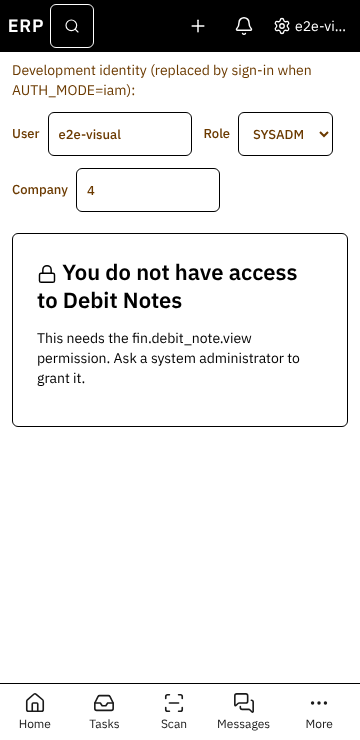 ERP
e2e-vi...
Development identity (replaced by sign-in when
AUTH_MODE=iam):
User e2e-visual Role SYSADM
Company 4
You do not have access
to Debit Notes
This needs the fin.debit_note.view
permission. Ask a system administrator to
grant it.
Home Tasks Scan Messages More